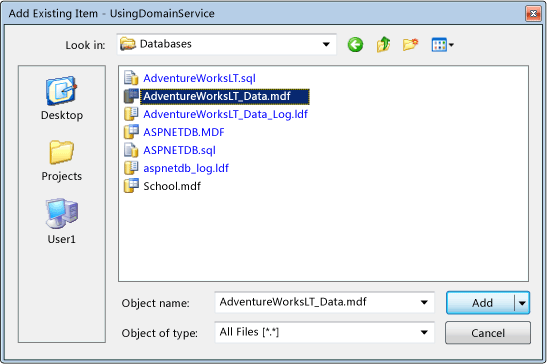 Add Existing Item - UsingDomainService
Look in: Databases
Desktop
Projects
User1
AdventureWorksLT.sql
AdventureWorksLT_Data.mdf
AdventureWorksLT_Data_Log.ldf
ASPNETDB.MDF
ASPNETDB.sql
aspnetdb_log.ldf
School.mdf
Object name: AdventureWorksLT_Data.mdf Add
Object of type: All Files [*.*] Cancel